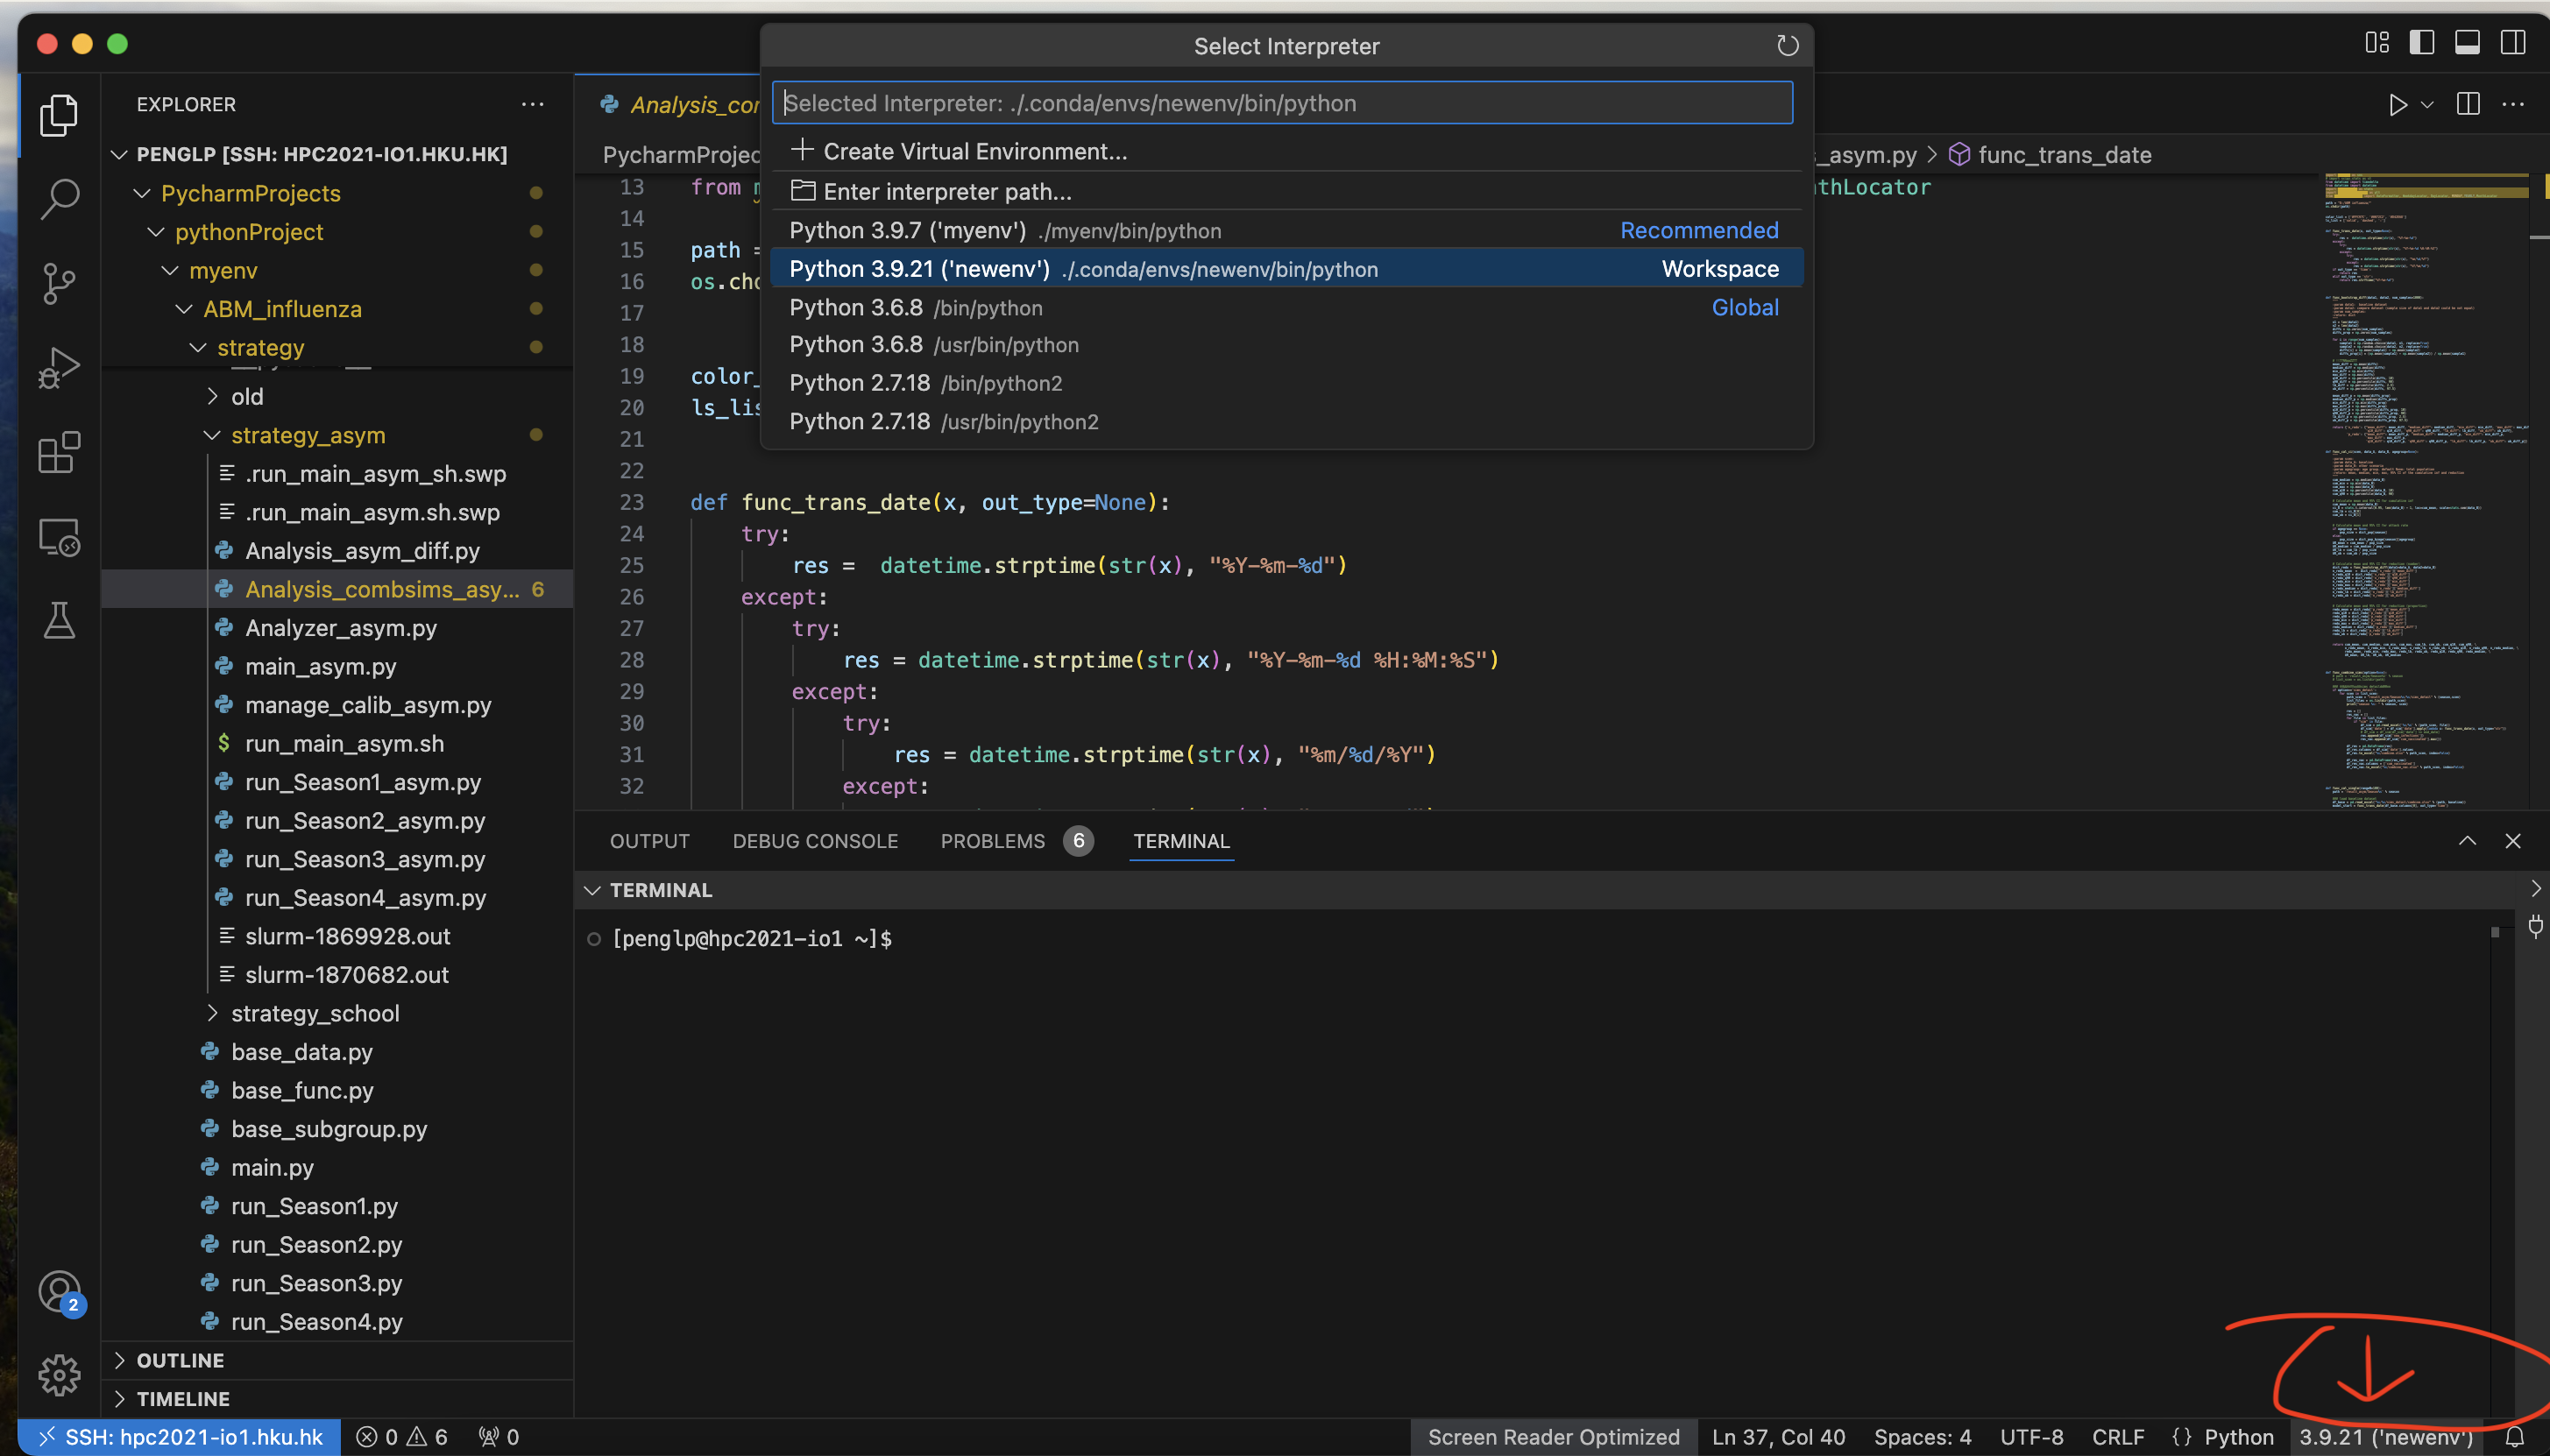 Select Interpreter
Selected Interpreter: ./.conda/envs/newenv/bin/python
Create Virtual Environment...
Enter interpreter path...
Python 3.9.7 ('myenv') ./myenv/bin/python Recommended
Python 3.9.21 ('newenv') ./.conda/envs/newenv/bin/python Workspace
Python 3.6.8 /bin/python Global
Python 3.6.8 /usr/bin/python
Python 2.7.18 /bin/python2
Python 2.7.18 /usr/bin/python2
EXPLORER
PENGLP [SSH: HPC2021-IO1.HKU.HK]
PycharmProjects
pythonProject
myenv
ABM_influenza
strategy
old
strategy_asym
.run_main_asym_sh.swp
.run_main_asym.sh.swp
Analysis_asym_diff.py
Analysis_combsims_asy... 6
Analyzer_asym.py
main_asym.py
manage_calib_asym.py
$ run_main_asym.sh
run_Season1_asym.py
run_Season2_asym.py
run_Season3_asym.py
run_Season4_asym.py
slurm-1869928.out
slurm-1870682.out
strategy_school
base_data.py
base_func.py
base_subgroup.py
main.py
run_Season1.py
run_Season2.py
run_Season3.py
run_Season4.py
OUTLINE
TIMELINE
2
Analysis_co
PycharmProjec
_asym.py > func_trans_date
13 from athLocator
14
15 path =
16 os.ch
17
18
19 color_
20 ls_lis
21
22
23 def func_trans_date(x, out_type=None):
24 try:
25 res = datetime.strptime(str(x), "%Y-%m-%d")
26 except:
27 try:
28 res = datetime.strptime(str(x), "%Y-%m-%d %H:%M:%S")
29 except:
30 try:
31 res = datetime.strptime(str(x), "%m/%d/%Y")
32 except:
OUTPUT DEBUG CONSOLE PROBLEMS 6 TERMINAL
TERMINAL
[penglp@hpc2021-io1 ~]$
SSH: hpc2021-io1.hku.hk 0 6 0
Screen Reader Optimized Ln 37, Col 40 Spaces: 4 UTF-8 CRLF {} Python 3.9.21 ('newenv')